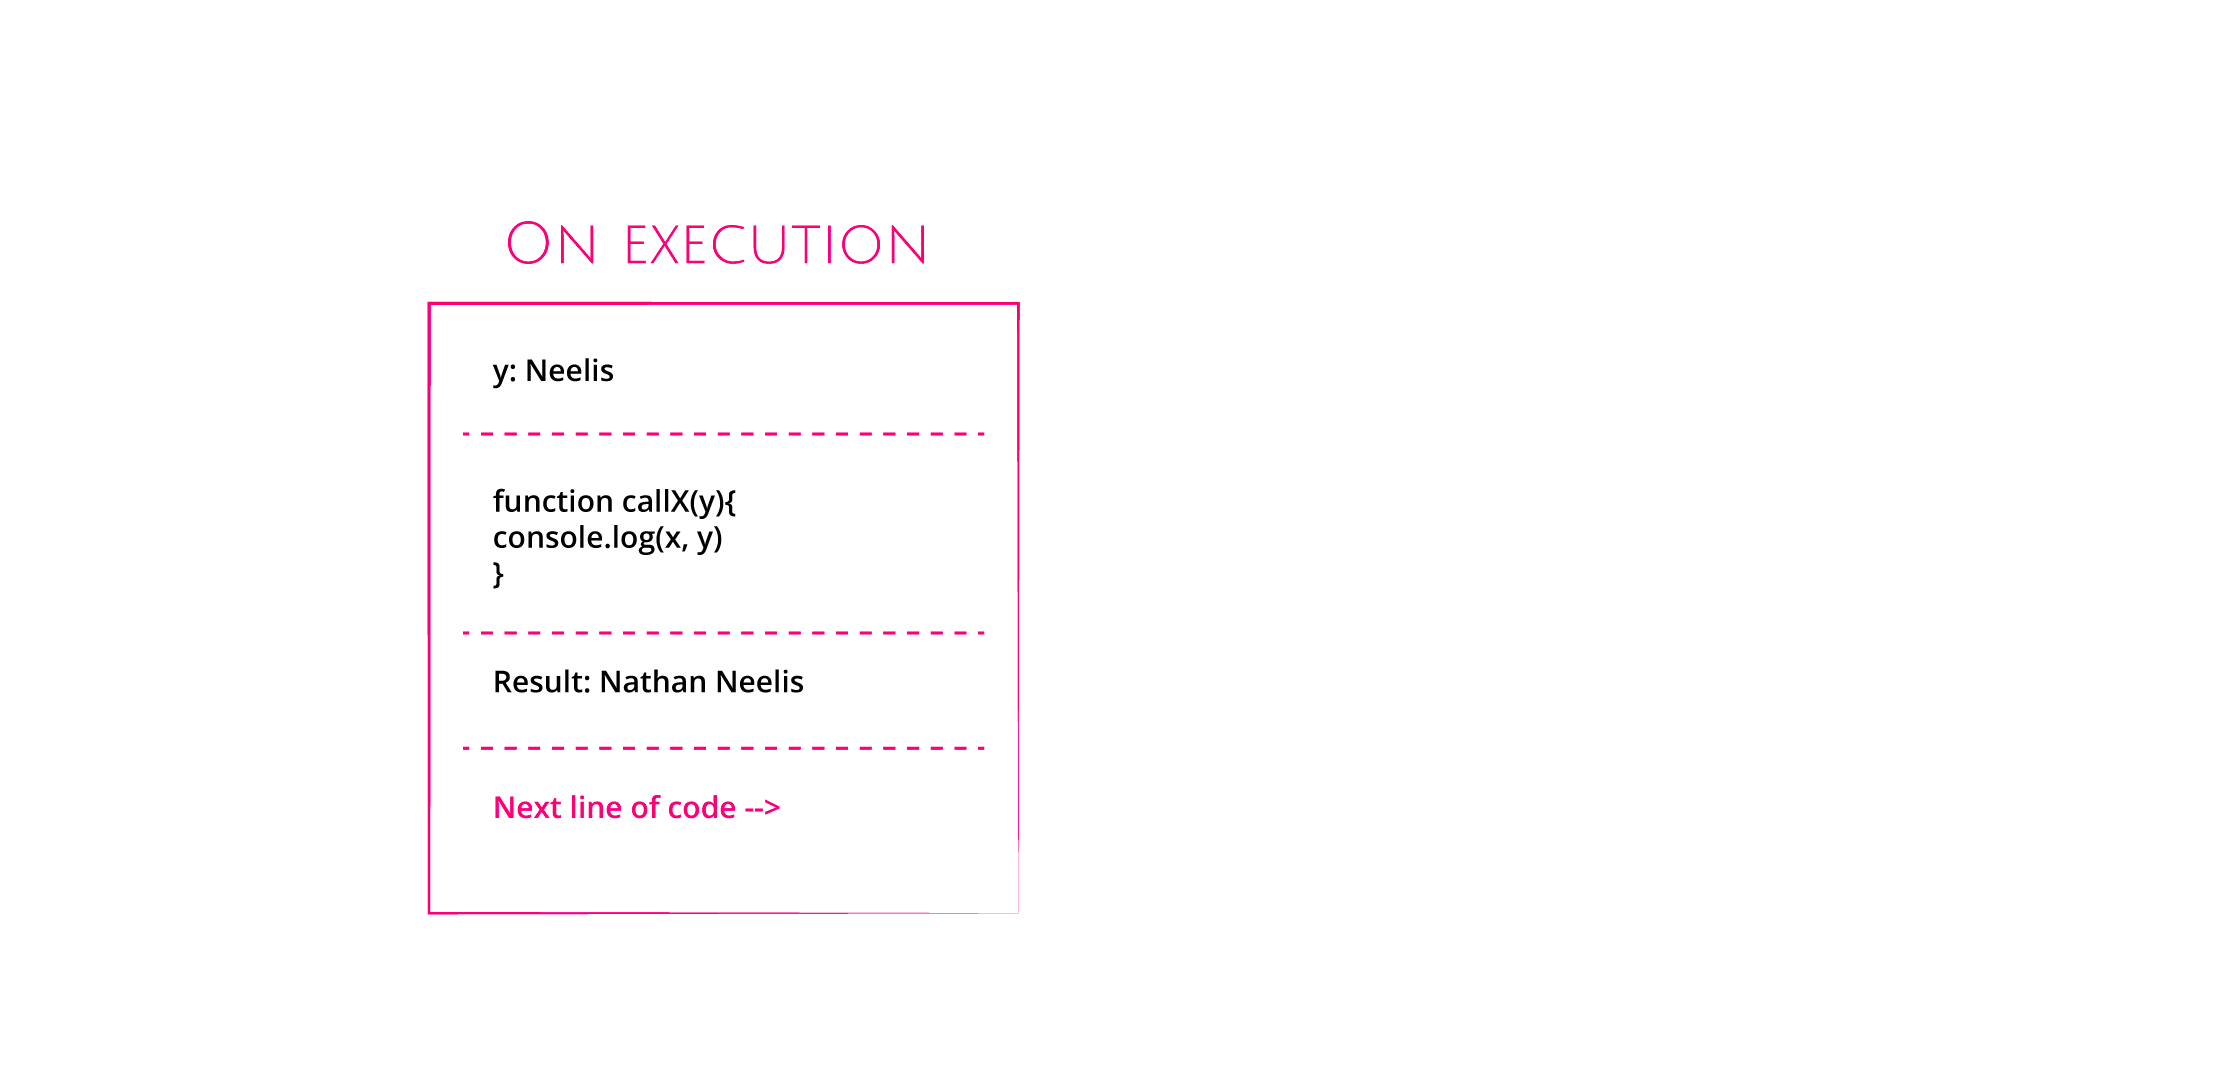 On execution
y: Neelis
function callX(y){
console.log(x, y)
}
Result: Nathan Neelis
Next line of code -->